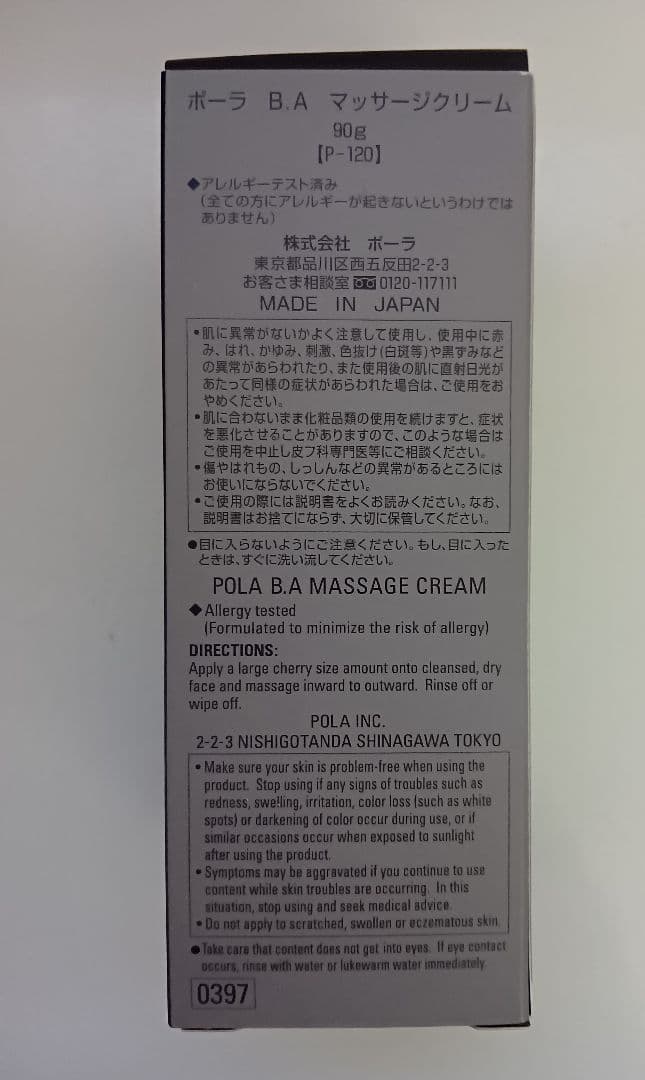 ポーラ B.A マッサージクリーム
90g
【P-120】
◆アレルギーテスト済み
(全ての方にアレルギーが起きないというわけでは
ありません)
株式会社 ポーラ
東京都品川区西五反田2-2-3
お客さま相談室 0120-117111
MADE IN JAPAN
•肌に異常がないかよく注意して使用し、使用中に赤
み、はれ、かゆみ、刺激、色抜け(白斑等)や黒ずみなど
の異常があらわれたり、また使用後の肌に直射日光が
あたって同様の症状があらわれた場合は、ご使用をお
やめください。
•肌に合わないまま化粧品類の使用を続けますと、症状
を悪化させることがありますので、このような場合は
ご使用を中止し皮フ科専門医等にご相談ください。
•傷やはれもの、しっしんなどの異常があるところには
お使いにならないでください。
•ご使用の際には説明書をよくお読みください。なお、
説明書はお捨てにならず、大切に保管してください。
●目に入らないようにご注意ください。もし、目に入った
ときは、すぐに洗い流してください。
POLA B.A MASSAGE CREAM
◆Allergy tested
(Formulated to minimize the risk of allergy)
DIRECTIONS:
Apply a large cherry size amount onto cleansed, dry
face and massage inward to outward. Rinse off or
wipe off.
POLA INC.
2-2-3 NISHIGOTANDA SHINAGAWA TOKYO
•Make sure your skin is problem-free when using the
product. Stop using if any signs of troubles such as
redness, swelling, irritation, color loss (such as white
spots) or darkening of color occur during use, or if
similar occasions occur when exposed to sunlight
after using the product.
•Symptoms may be aggravated if you continue to use
content while skin troubles are occurring. In this
situation, stop using and seek medical advice.
•Do not apply to scratched, swollen or eczematous skin.
●Take care that content does not get into eyes. If eye contact
occurs, rinse with water or lukewarm water immediately.
0397